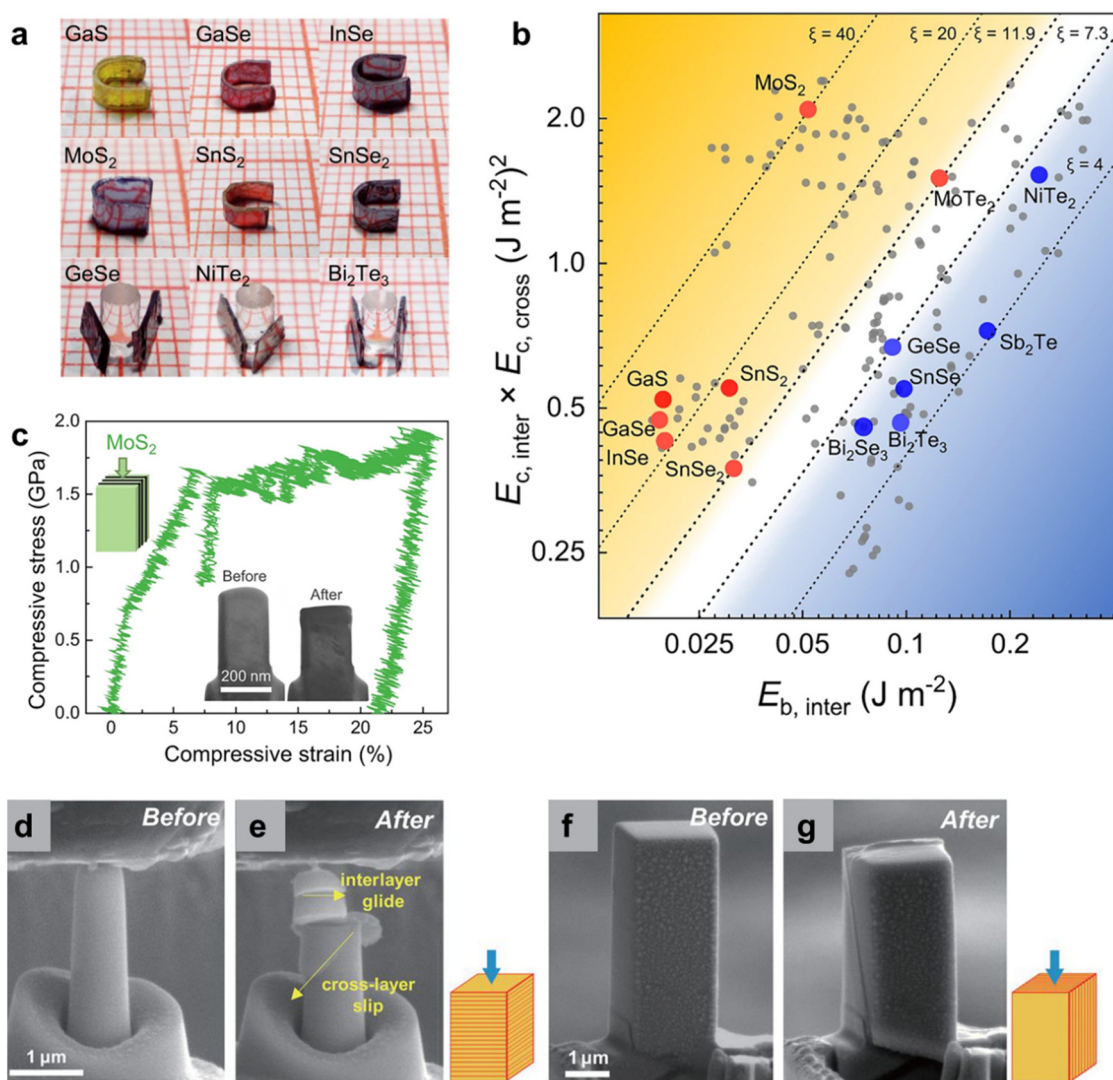 a
GaS GaSe InSe
MoS₂ SnS₂ SnSe₂
GeSe NiTe₂ Bi₂Te₃
b
ξ = 40 ξ = 20 ξ = 11.9 ξ = 7.3
MoS₂
2.0
ξ = 4
MoTe₂ NiTe₂
1.0
Sb₂Te
GeSe
SnSe
GaS SnS₂
0.5
GaSe
Bi₂Se₃ Bi₂Te₃
InSe SnSe₂
0.25
0.025 0.05 0.1 0.2
E_b, inter (J m⁻²)
E_c, inter × E_c, cross (J m⁻²)²
c
MoS₂
2.0
1.5
1.0
0.5
0.0
Before After
200 nm
0 5 10 15 20 25
Compressive strain (%)
Compressive stress (GPa)
d Before
1 µm
e After
interlayer
glide
cross-layer
slip
f Before
1 µm
g After